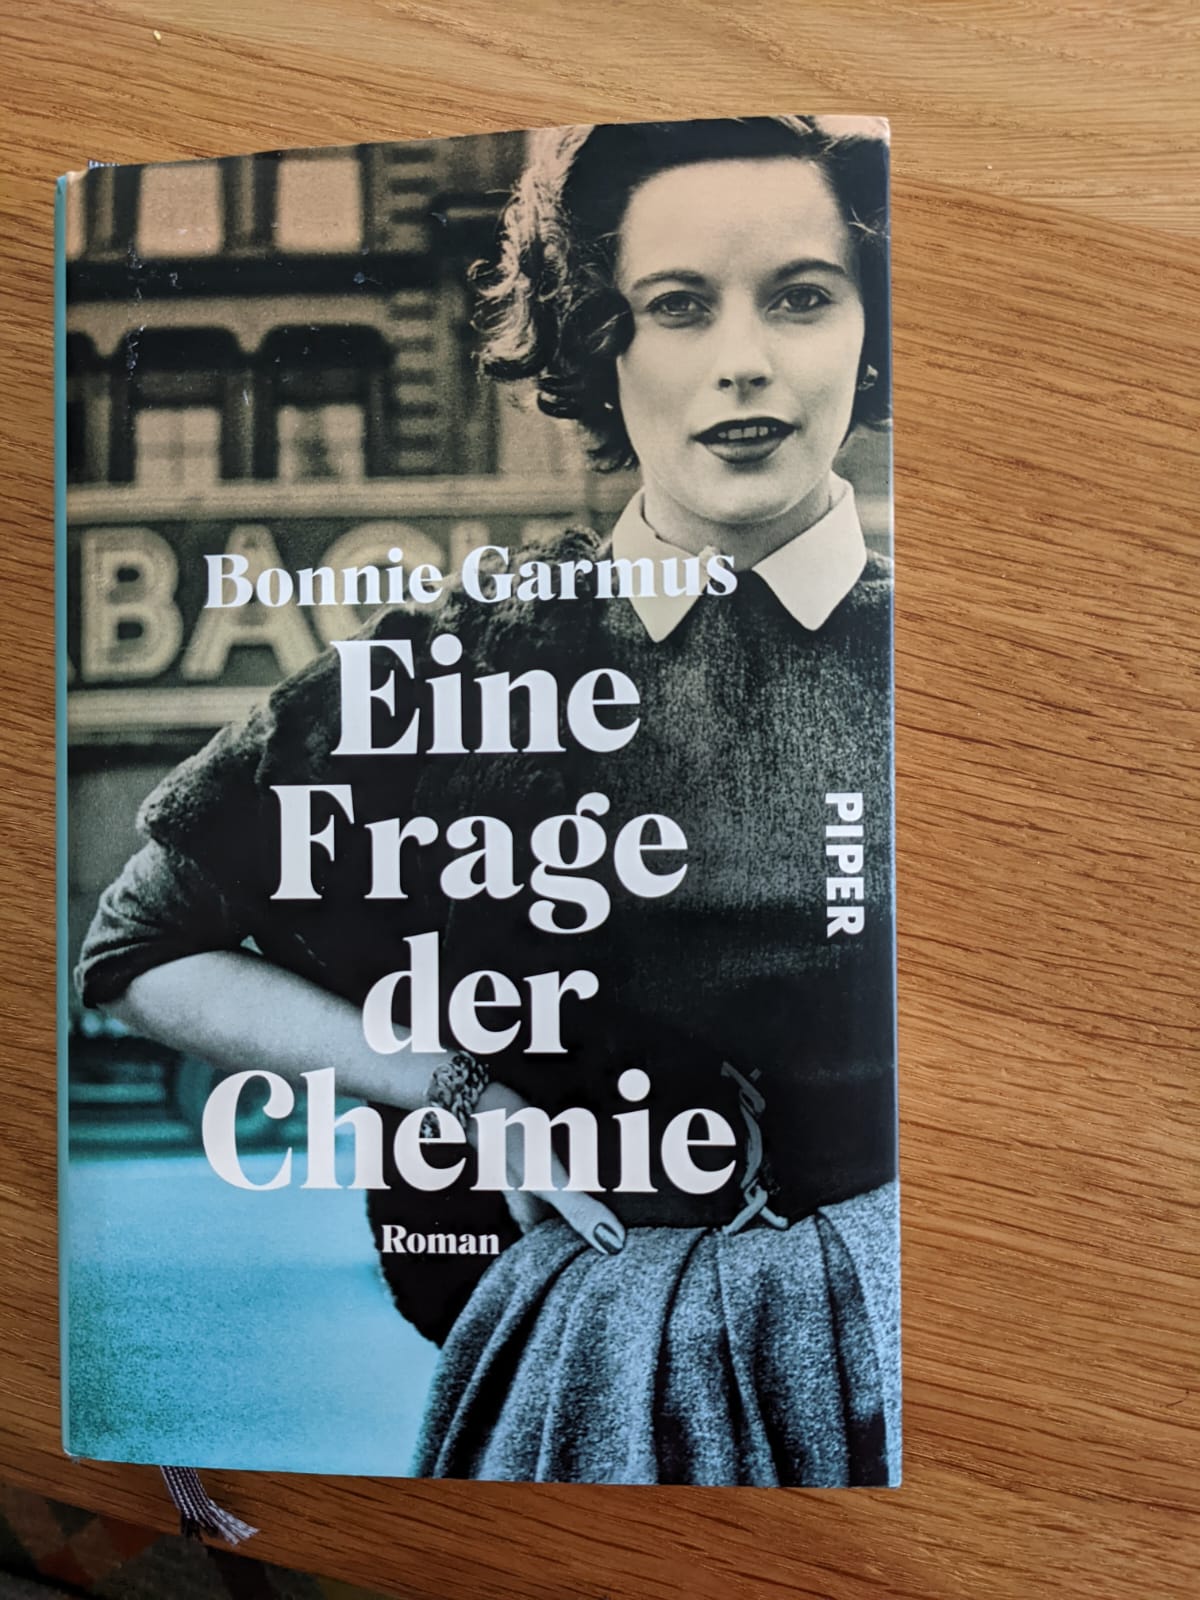 Bonnie Garmus
Eine
Frage
der
Chemie
Roman
PIPER